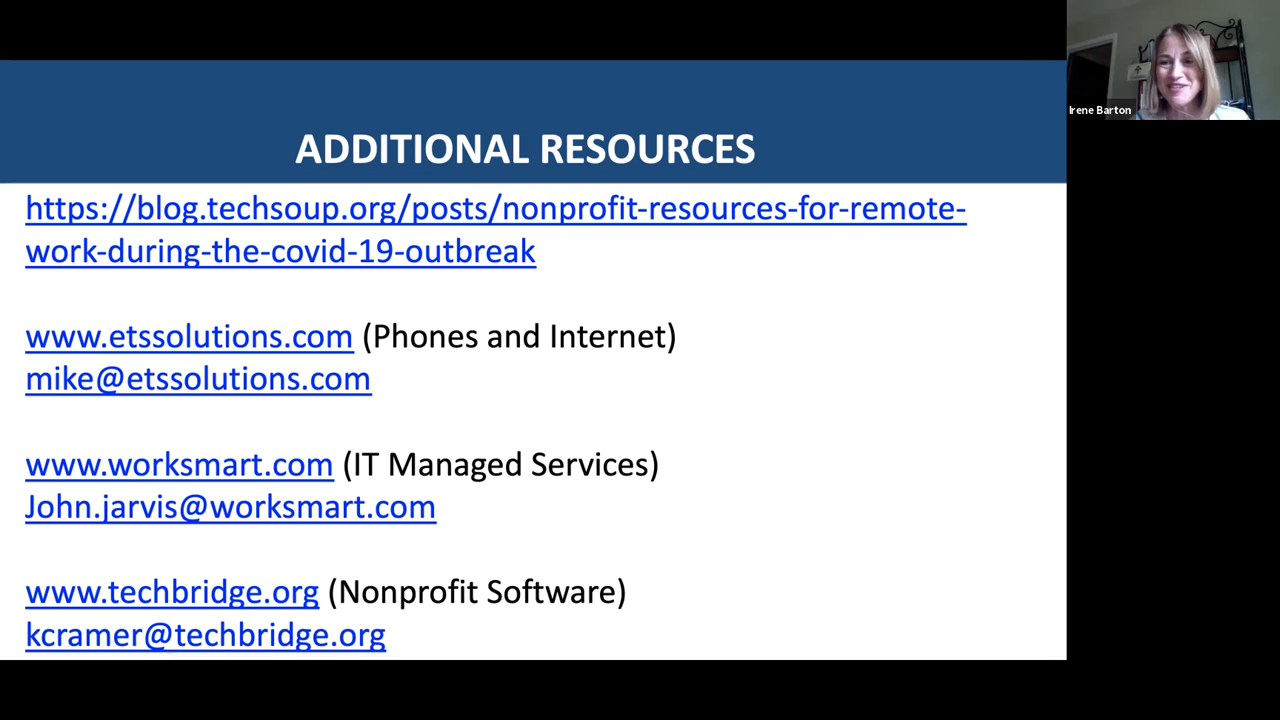 ADDITIONAL RESOURCES
https://blog.techsoup.org/posts/nonprofit-resources-for-remote-
work-during-the-covid-19-outbreak
www.etssolutions.com (Phones and Internet)
mike@etssolutions.com
www.worksmart.com (IT Managed Services)
John.jarvis@worksmart.com
www.techbridge.org (Nonprofit Software)
kcramer@techbridge.org
Irene Barton